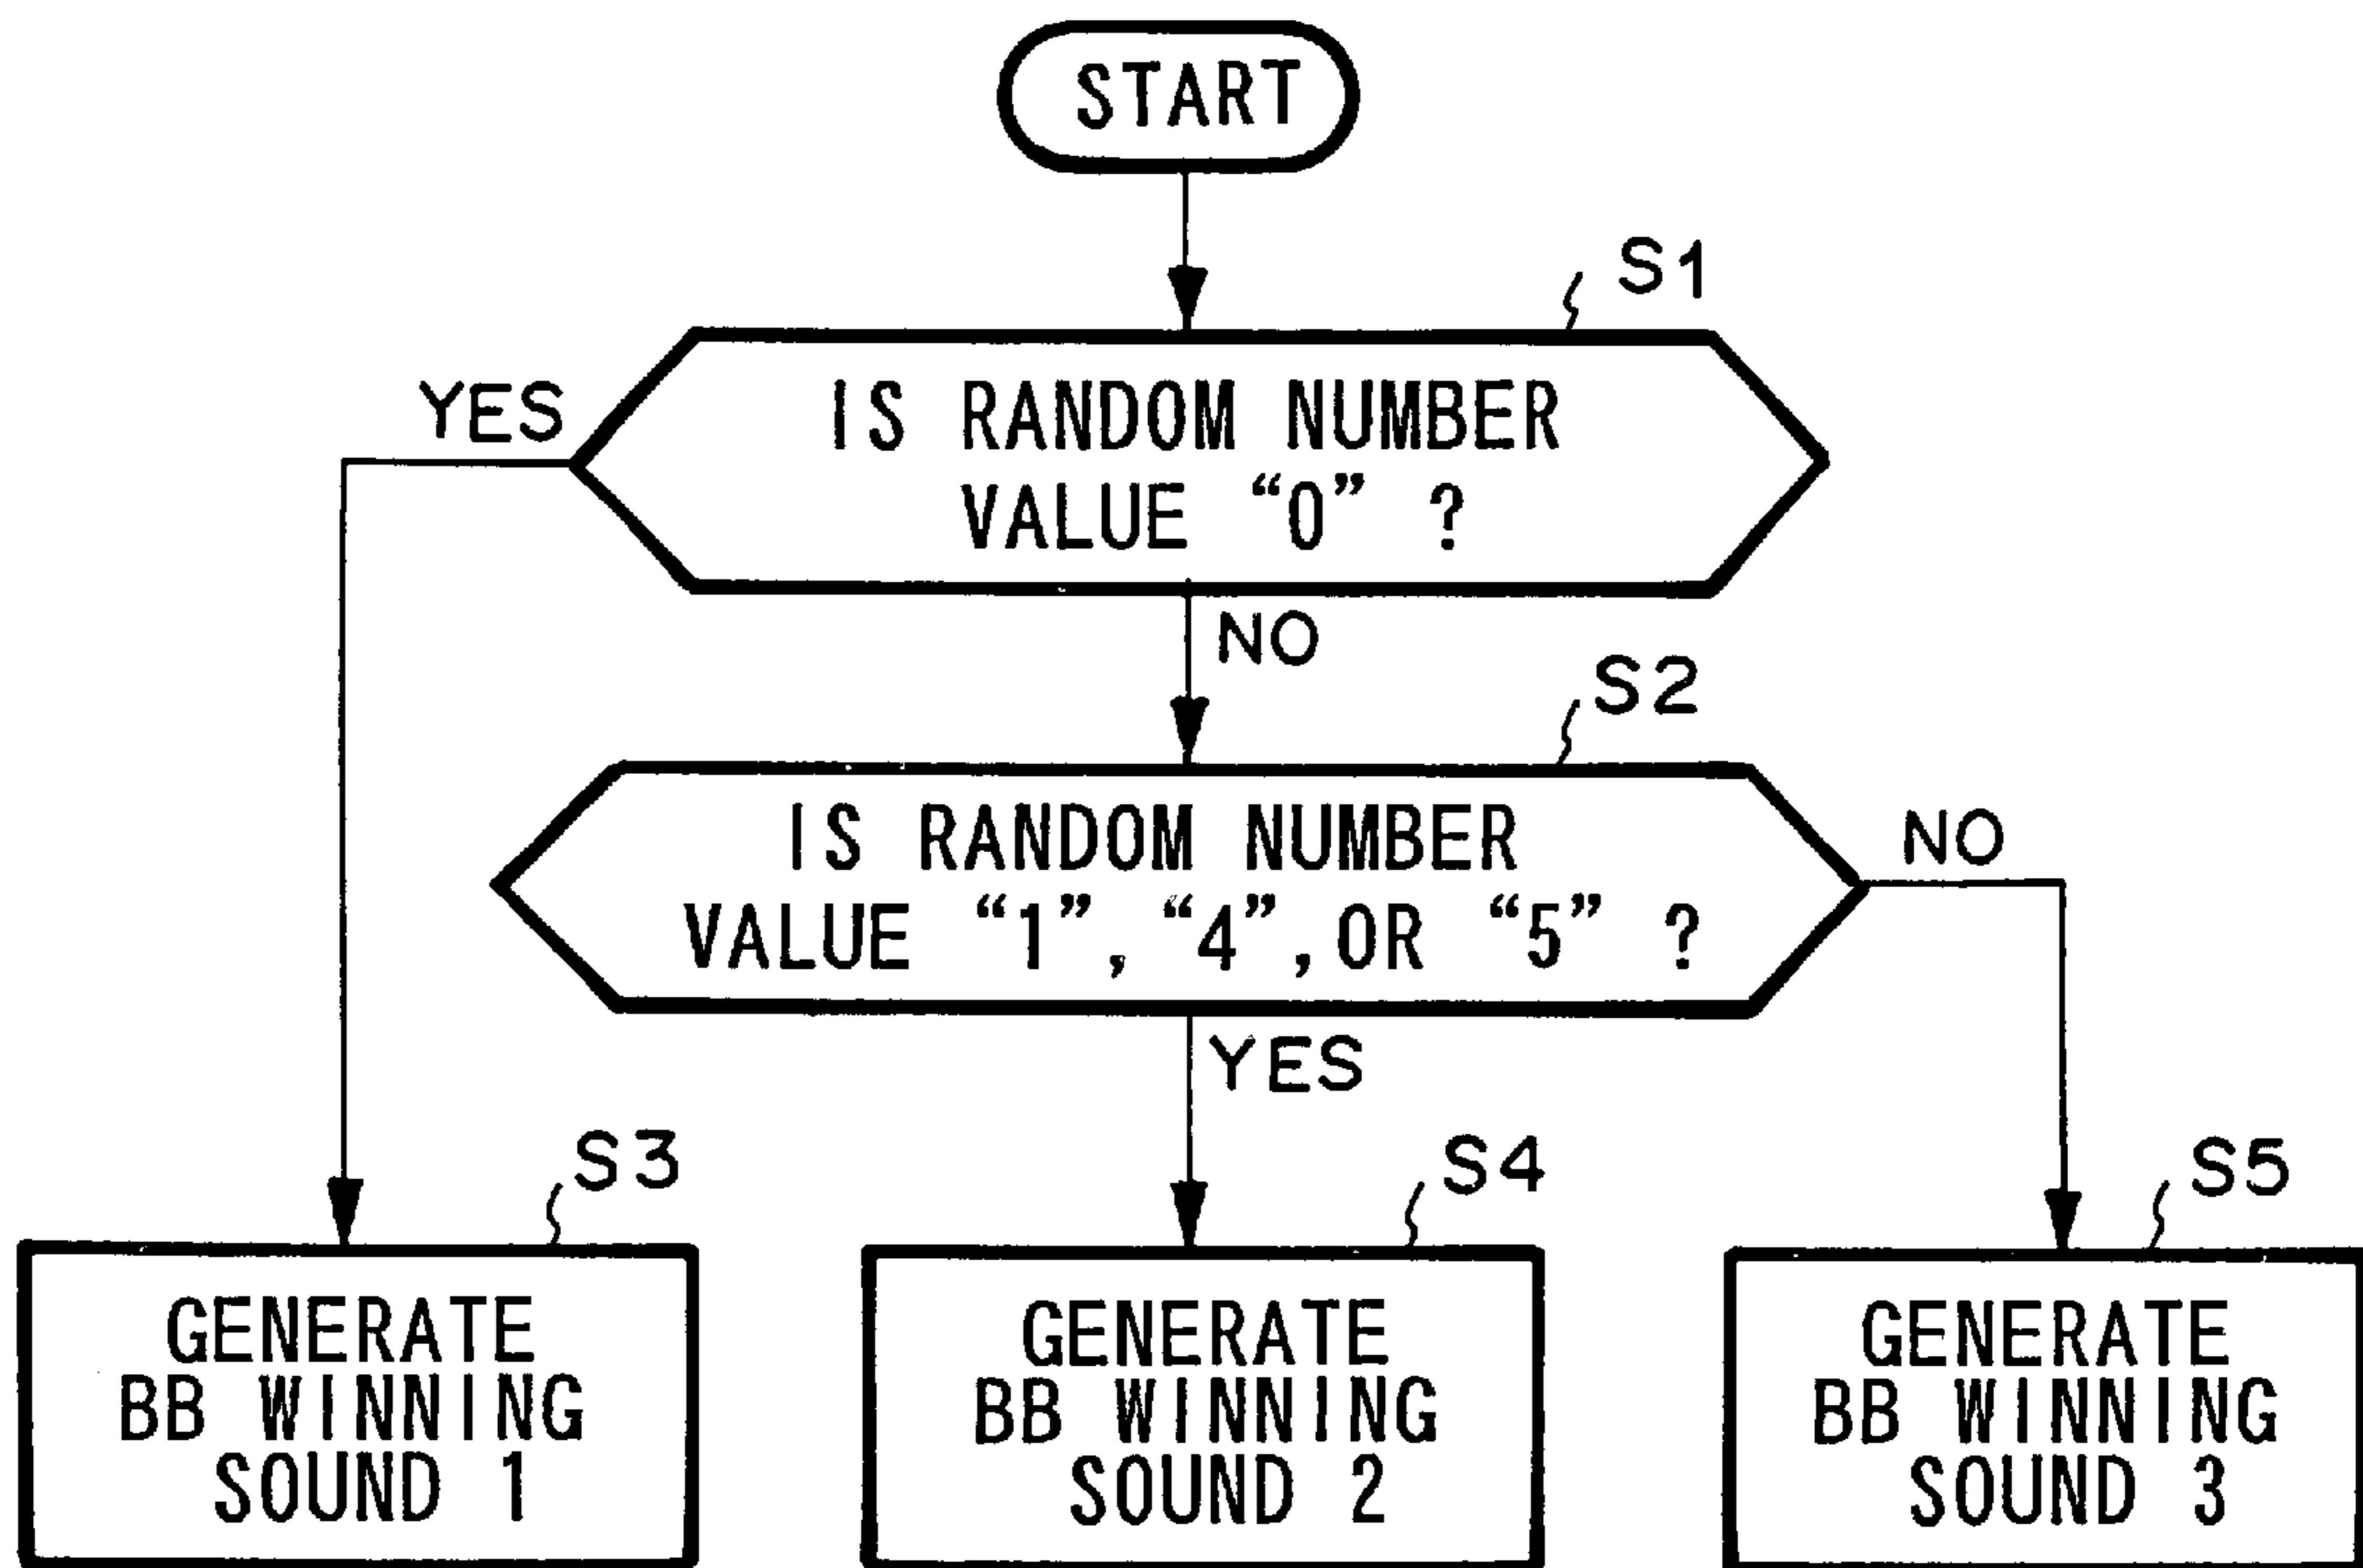 START
S1
YES
IS RANDOM NUMBER
VALUE “0” ?
NO
S2
IS RANDOM NUMBER
VALUE “1”, “4”, OR “5” ?
NO
YES
S3
GENERATE
BB WINNING
SOUND 1
S4
GENERATE
BB WINNING
SOUND 2
S5
GENERATE
BB WINNING
SOUND 3